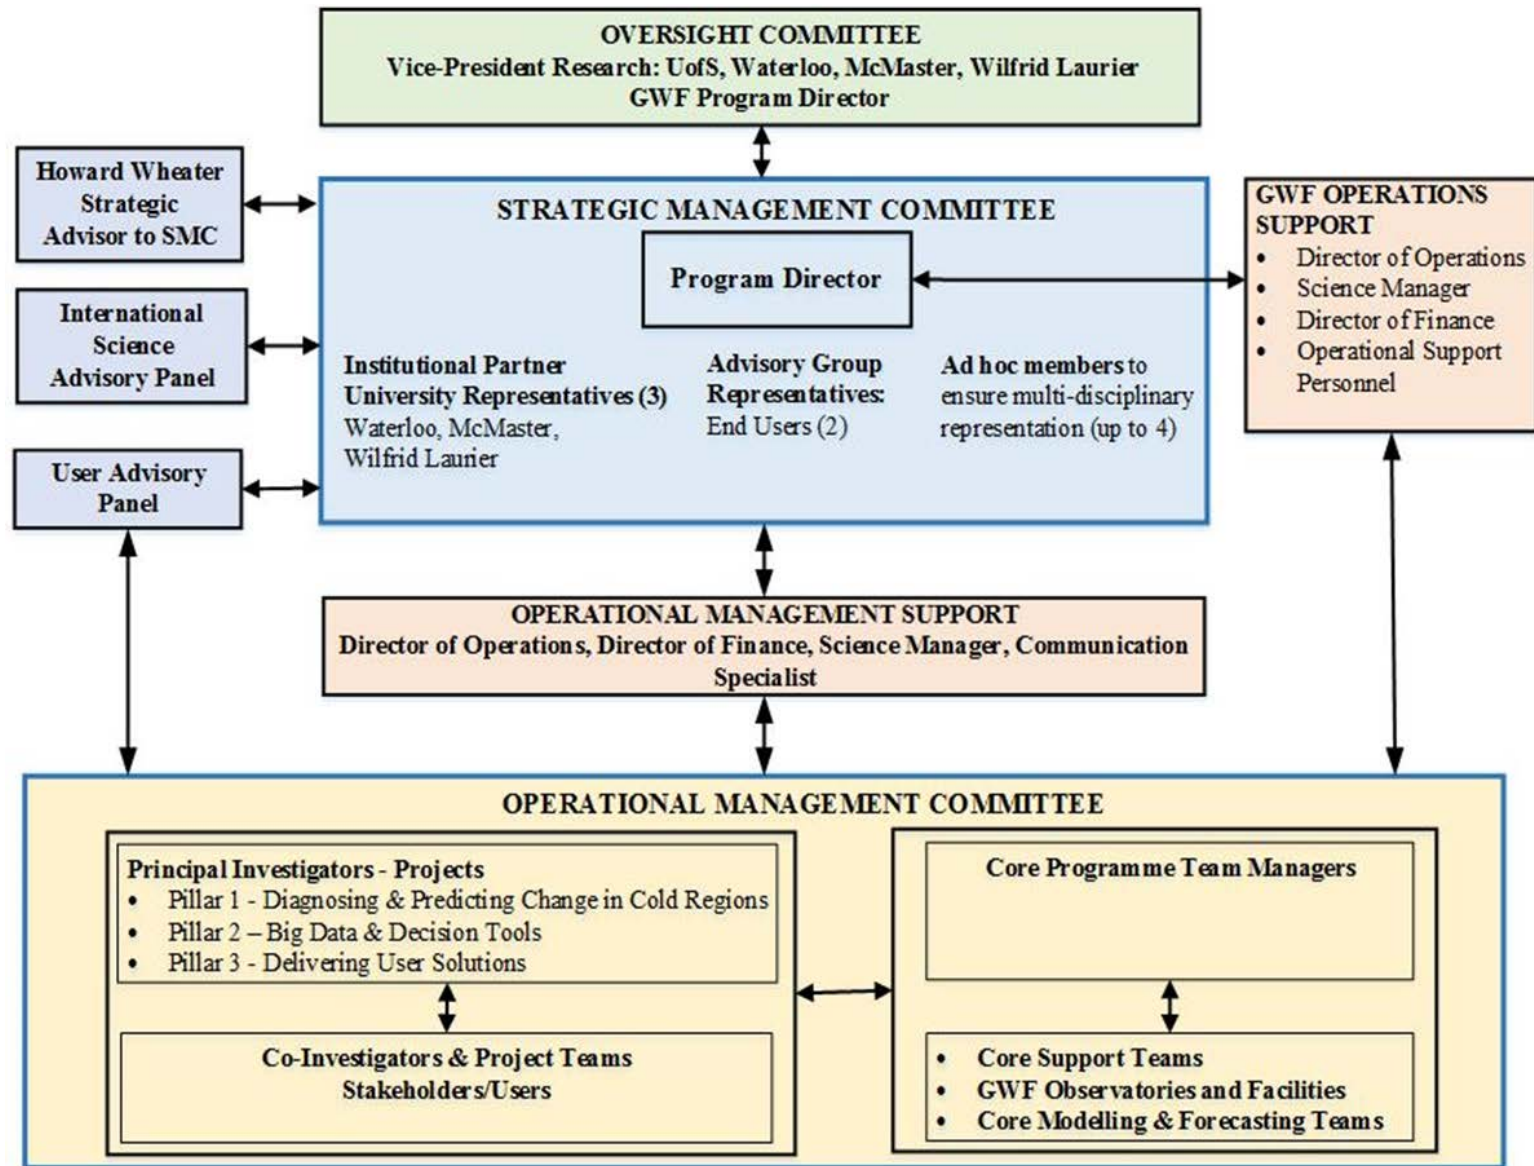 OVERSIGHT COMMITTEE
Vice-President Research: UofS, Waterloo, McMaster, Wilfrid Laurier
GWF Program Director
Howard Wheater
Strategic
Advisor to SMC
International
Science
Advisory Panel
User Advisory
Panel
STRATEGIC MANAGEMENT COMMITTEE
Program Director
Institutional Partner
University Representatives (3)
Waterloo, McMaster,
Wilfrid Laurier
Advisory Group
Representatives:
End Users (2)
Ad hoc members to
ensure multi-disciplinary
representation (up to 4)
GWF OPERATIONS
SUPPORT
• Director of Operations
• Science Manager
• Director of Finance
• Operational Support
Personnel
OPERATIONAL MANAGEMENT SUPPORT
Director of Operations, Director of Finance, Science Manager, Communication
Specialist
OPERATIONAL MANAGEMENT COMMITTEE
Principal Investigators - Projects
• Pillar 1 - Diagnosing & Predicting Change in Cold Regions
• Pillar 2 – Big Data & Decision Tools
• Pillar 3 - Delivering User Solutions
Co-Investigators & Project Teams
Stakeholders/Users
Core Programme Team Managers
• Core Support Teams
• GWF Observatories and Facilities
• Core Modelling & Forecasting Teams